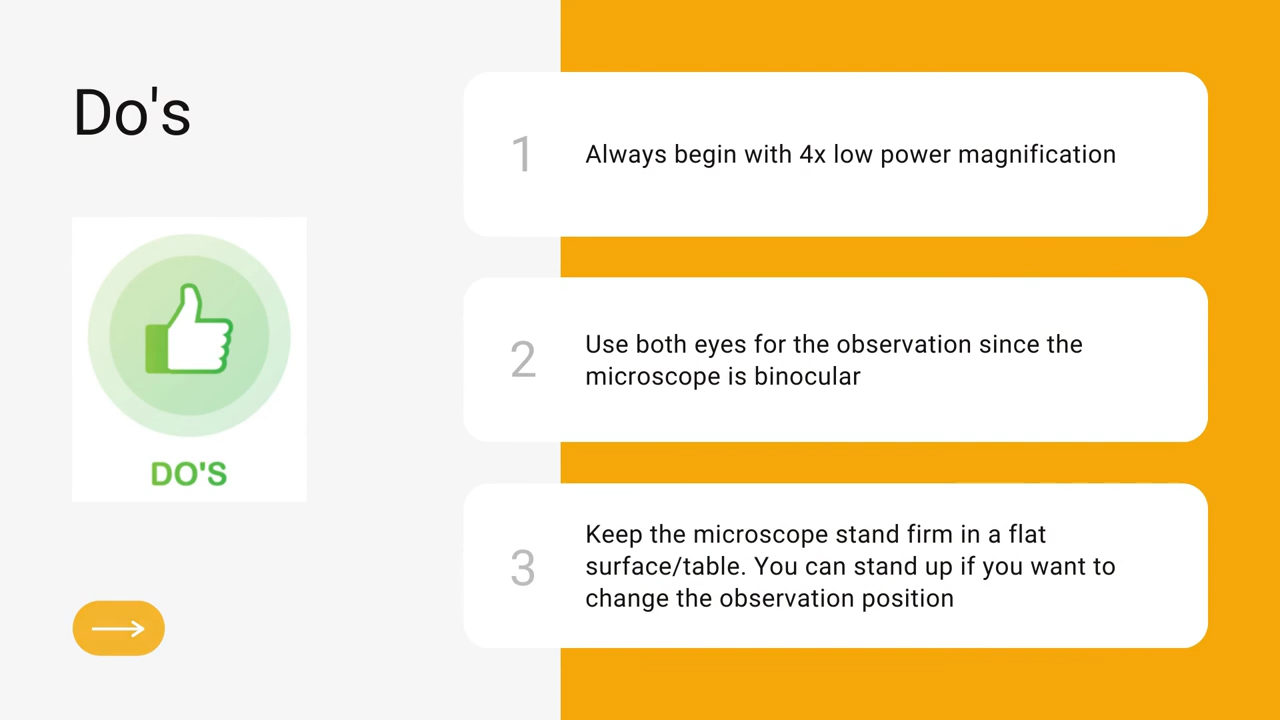 Do's
DO'S
1
Always begin with 4x low power magnification
2
Use both eyes for the observation since the
microscope is binocular
3
Keep the microscope stand firm in a flat
surface/table. You can stand up if you want to
change the observation position